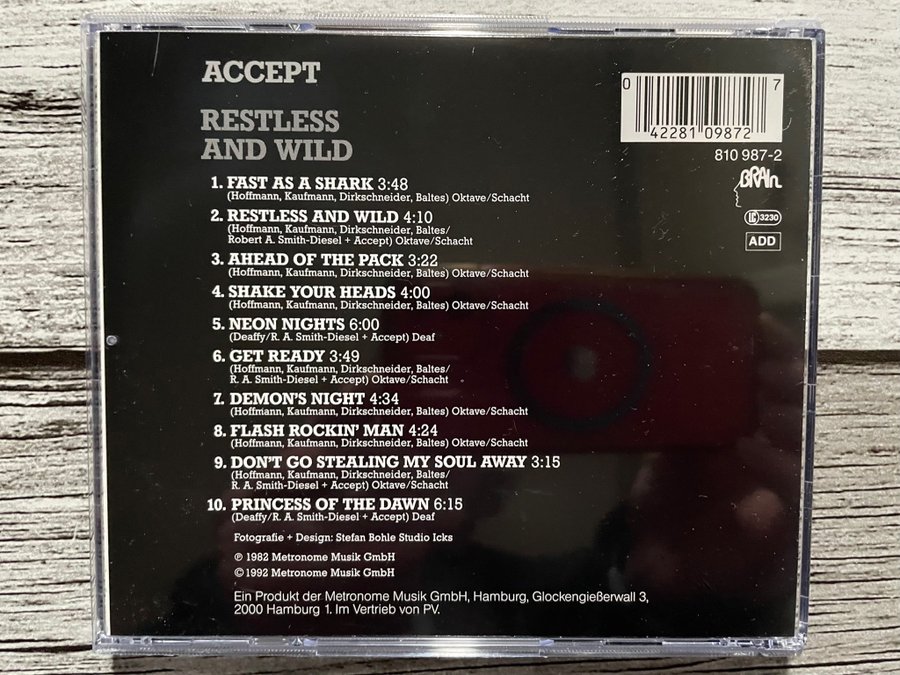 ACCEPT
RESTLESS
AND WILD
0 42281 09872 7
810 987-2
BRAIN
LC 3230
ADD
1. FAST AS A SHARK 3:48
(Hoffmann, Kaufmann, Dirkschneider, Baltes) Oktave/Schacht
2. RESTLESS AND WILD 4:10
(Hoffmann, Kaufmann, Dirkschneider, Baltes/
Robert A. Smith-Diesel + Accept) Oktave/Schacht
3. AHEAD OF THE PACK 3:22
(Hoffmann, Kaufmann, Dirkschneider, Baltes) Oktave/Schacht
4. SHAKE YOUR HEADS 4:00
(Hoffmann, Kaufmann, Dirkschneider, Baltes) Oktave/Schacht
5. NEON NIGHTS 6:00
(Deaffy/R. A. Smith-Diesel + Accept) Deaf
6. GET READY 3:49
(Hoffmann, Kaufmann, Dirkschneider, Baltes/
R. A. Smith-Diesel + Accept) Oktave/Schacht
7. DEMON'S NIGHT 4:34
(Hoffmann, Kaufmann, Dirkschneider, Baltes) Oktave/Schacht
8. FLASH ROCKIN' MAN 4:24
(Hoffmann, Kaufmann, Dirkschneider, Baltes) Oktave/Schacht
9. DON'T GO STEALING MY SOUL AWAY 3:15
(Hoffmann, Kaufmann, Dirkschneider, Baltes/
R. A. Smith-Diesel + Accept) Oktave/Schacht
10. PRINCESS OF THE DAWN 6:15
(Deaffy/R. A. Smith-Diesel + Accept) Deaf
Fotografie + Design: Stefan Bohle Studio Icks
℗ 1982 Metronome Musik GmbH
© 1992 Metronome Musik GmbH
Ein Produkt der Metronome Musik GmbH, Hamburg, Glockengießerwall 3,
2000 Hamburg 1. Im Vertrieb von PV.